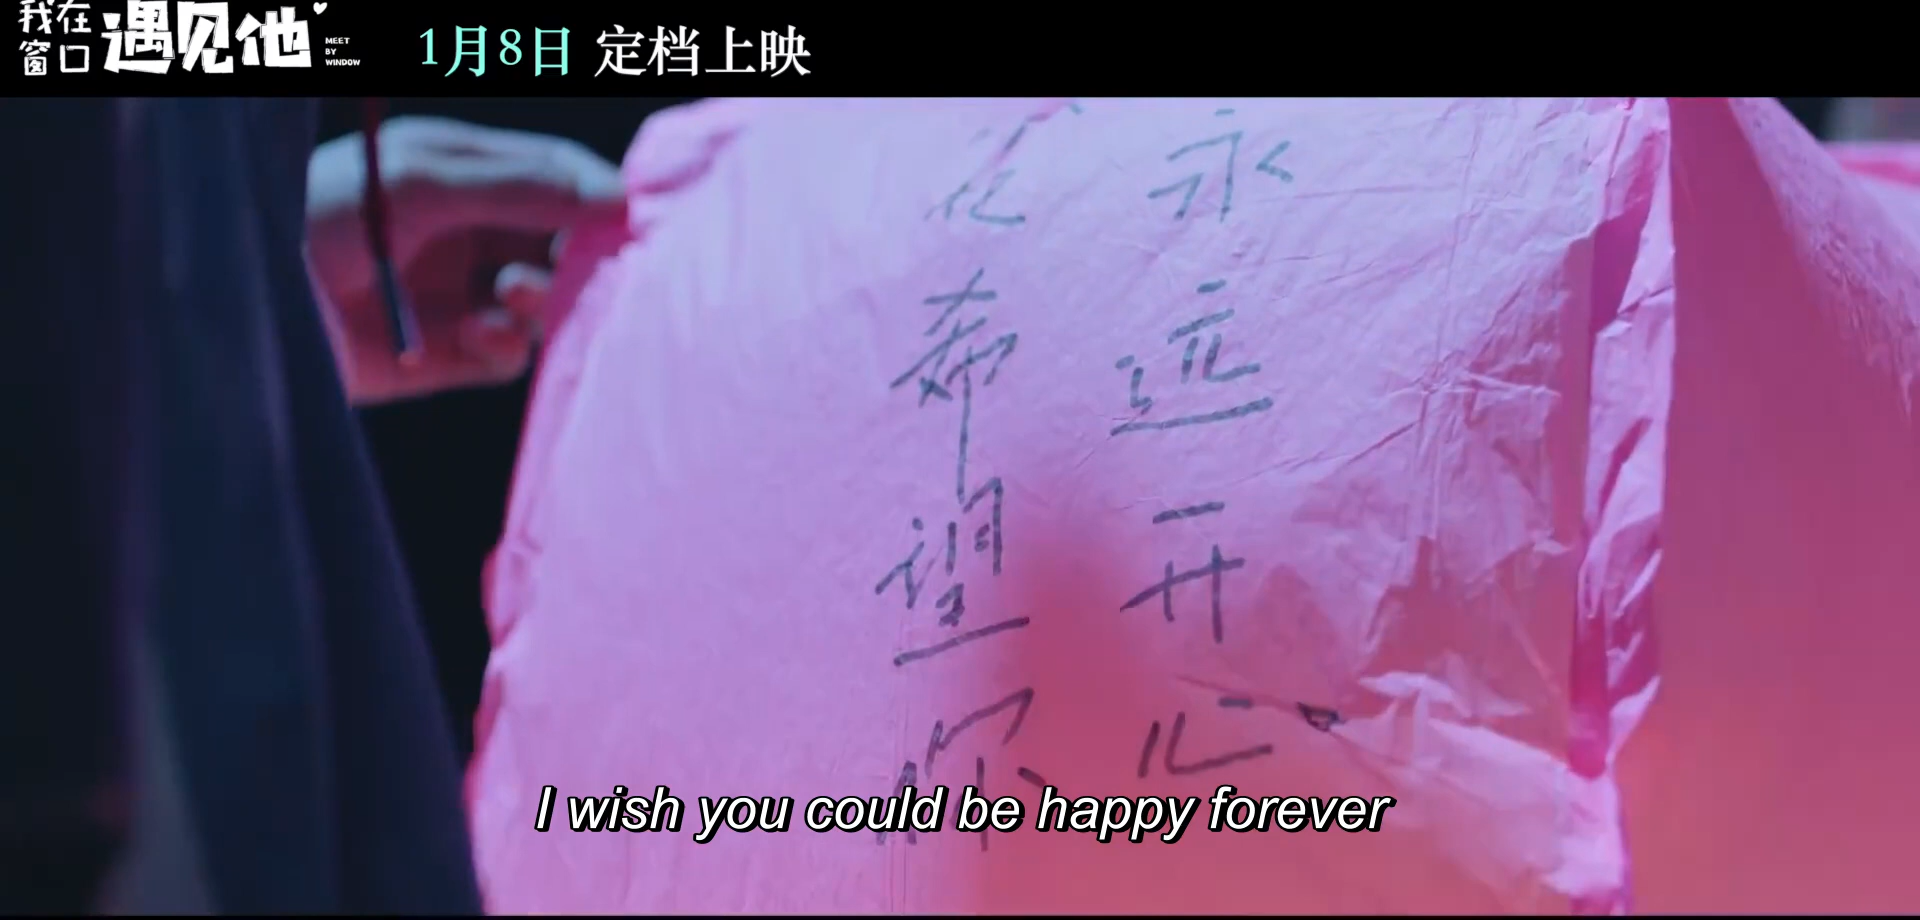 我在
窗口
遇见他
MEET
BY
WINDOW
1月8日 定档上映
希望你
永远开心
I wish you could be happy forever